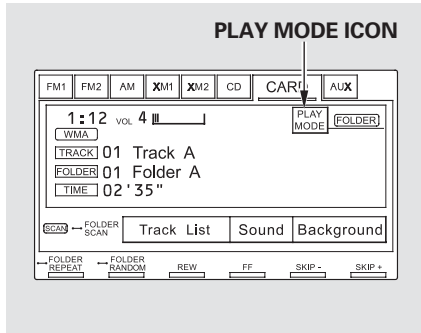 PLAY MODE ICON
FM1 FM2 AM XM1 XM2 CD CARD AUX
1:12 VOL 4 PLAY MODE FOLDER
WMA
TRACK 01 Track A
FOLDER 01 Folder A
TIME 02'35"
SCAN FOLDER SCAN Track List Sound Background
FOLDER REPEAT FOLDER RANDOM REW FF SKIP - SKIP +